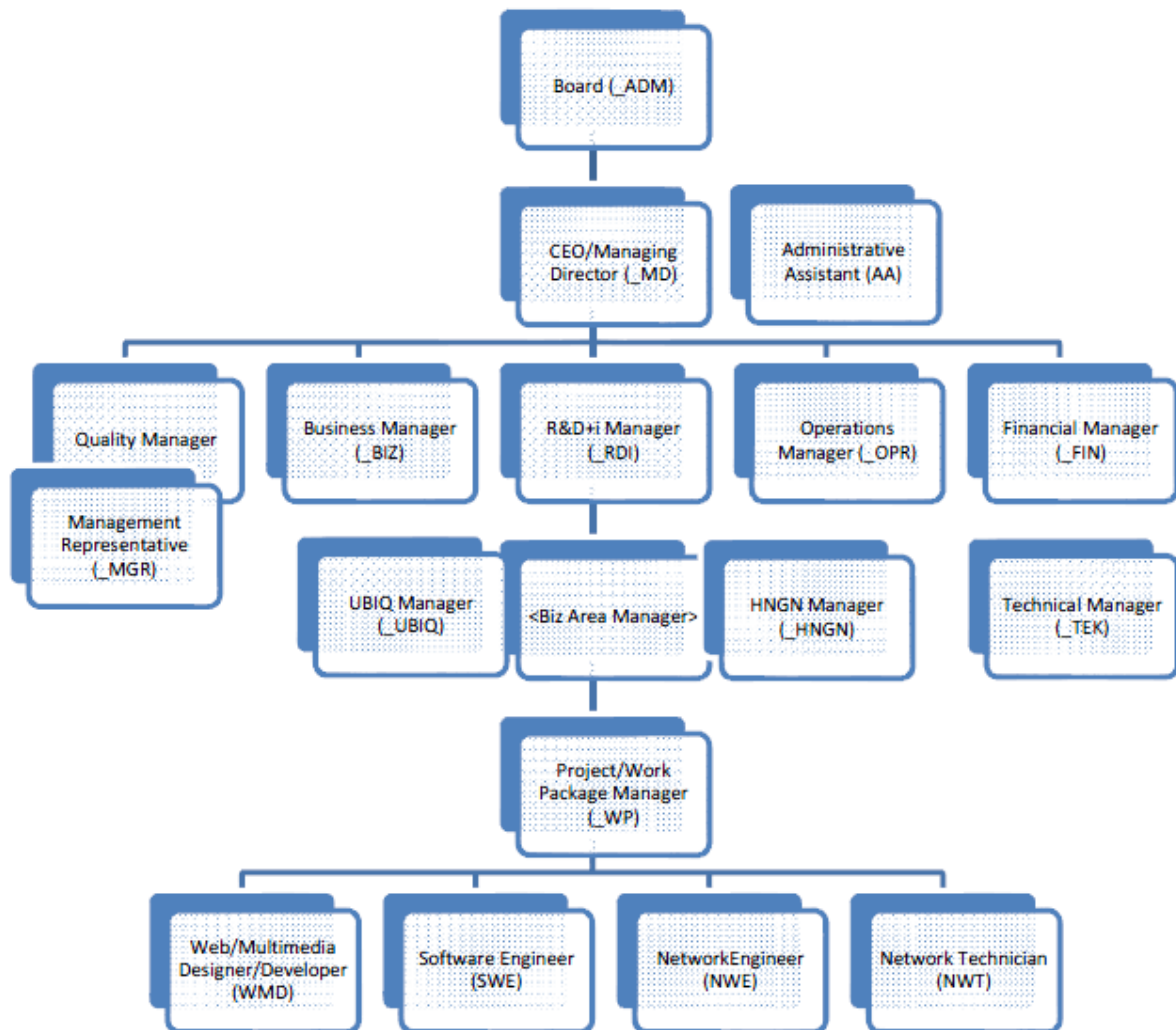 Board (_ADM)
CEO/Managing
Director (_MD)
Administrative
Assistant (AA)
Quality Manager
Business Manager
(_BIZ)
R&D+i Manager
(_RDI)
Operations
Manager (_OPR)
Financial Manager
(_FIN)
Management
Representative
(_MGR)
UBIQ Manager
(_UBIQ)
<Biz Area Manager>
HNGN Manager
(_HNGN)
Technical Manager
(_TEK)
Project/Work
Package Manager
(_WP)
Web/Multimedia
Designer/Developer
(WMD)
Software Engineer
(SWE)
NetworkEngineer
(NWE)
Network Technician
(NWT)